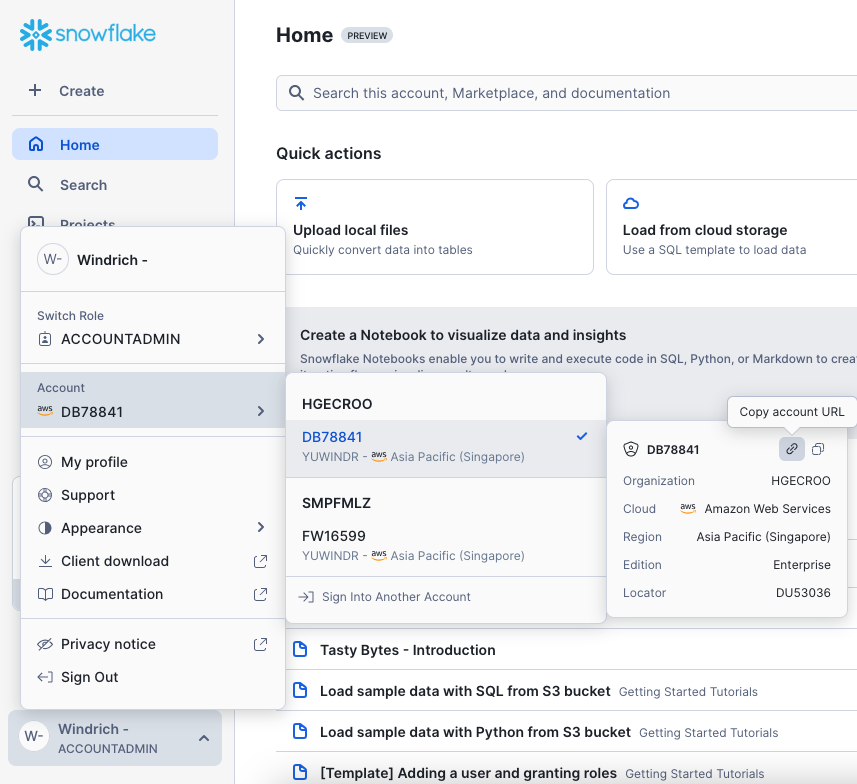 snowflake
Create
Home
Search
Projects
W-
Windrich -
Switch Role
ACCOUNTADMIN
Account
aws DB78841
My profile
Support
Appearance
Client download
Documentation
Privacy notice
Sign Out
W-
Windrich -
ACCOUNTADMIN
Home PREVIEW
Search this account, Marketplace, and documentation
Quick actions
Upload local files
Quickly convert data into tables
Load from cloud storage
Use a SQL template to load data
Create a Notebook to visualize data and insights
Snowflake Notebooks enable you to write and execute code in SQL, Python, or Markdown to crea
HGECROO
DB78841
YUWINDR - aws Asia Pacific (Singapore)
SMPFMLZ
FW16599
YUWINDR - aws Asia Pacific (Singapore)
Sign Into Another Account
Copy account URL
DB78841
Organization HGECROO
Cloud aws Amazon Web Services
Region Asia Pacific (Singapore)
Edition Enterprise
Locator DU53036
Tasty Bytes - Introduction
Load sample data with SQL from S3 bucket Getting Started Tutorials
Load sample data with Python from S3 bucket Getting Started Tutorials
[Template] Adding a user and granting roles Getting Started Tutorials